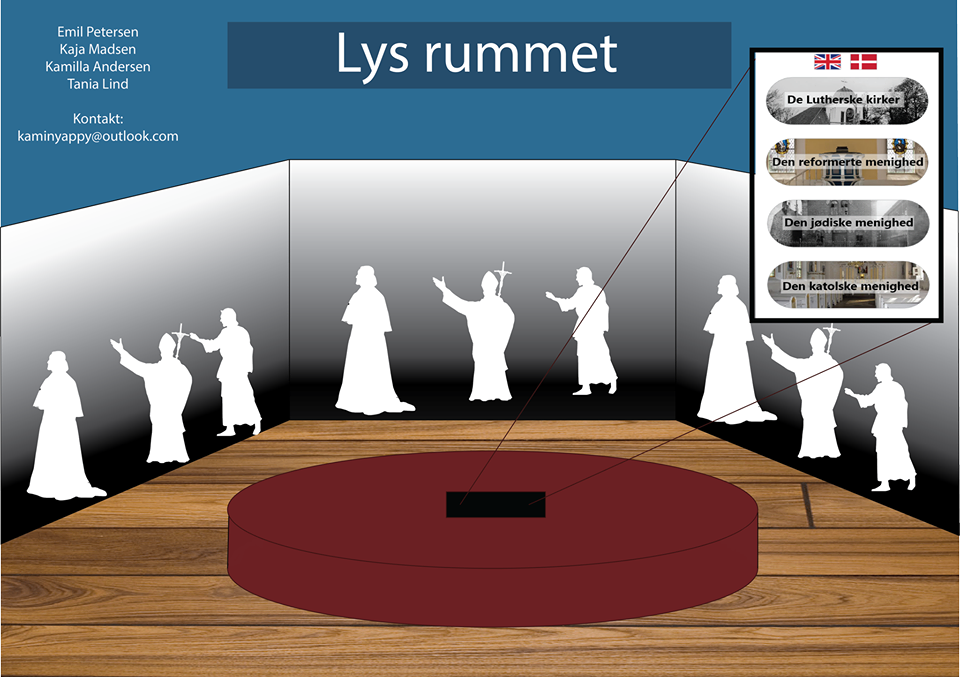 Emil Petersen
Kaja Madsen
Kamilla Andersen
Tania Lind
Kontakt:
kaminyappy@outlook.com
Lys rummet
De Lutherske kirker
Den reformerte menighed
Den jødiske menighed
Den katolske menighed